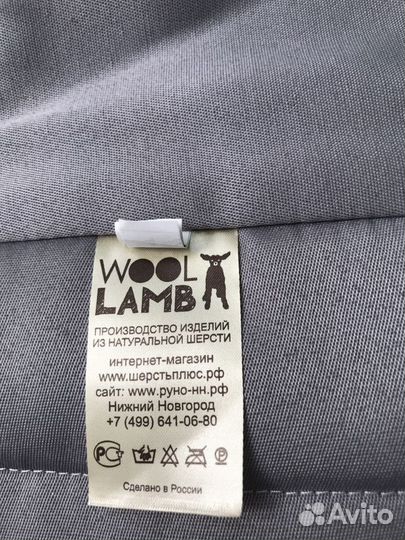 WOOL
LAMB
ПРОИЗВОДСТВО ИЗДЕЛИЙ
ИЗ НАТУРАЛЬНОЙ ШЕРСТИ
интернет-магазин
www.шерстьплюс.рф
сайт: www.руно-нн.рф
Нижний Новгород
+7 (499) 641-06-80
Сделано в России
Avito